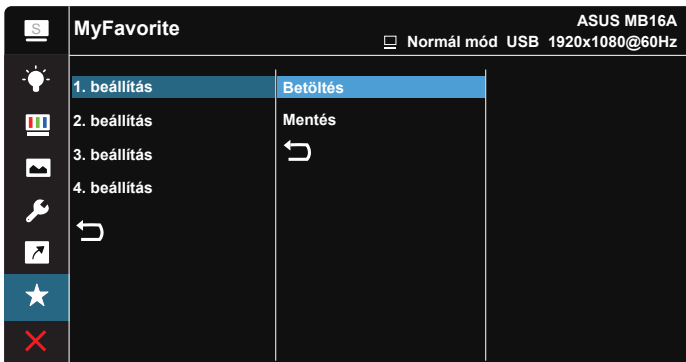 S
MyFavorite
ASUS MB16A
Normál mód USB 1920x1080@60Hz
1. beállítás
Betöltés
2. beállítás
Mentés
3. beállítás
4. beállítás